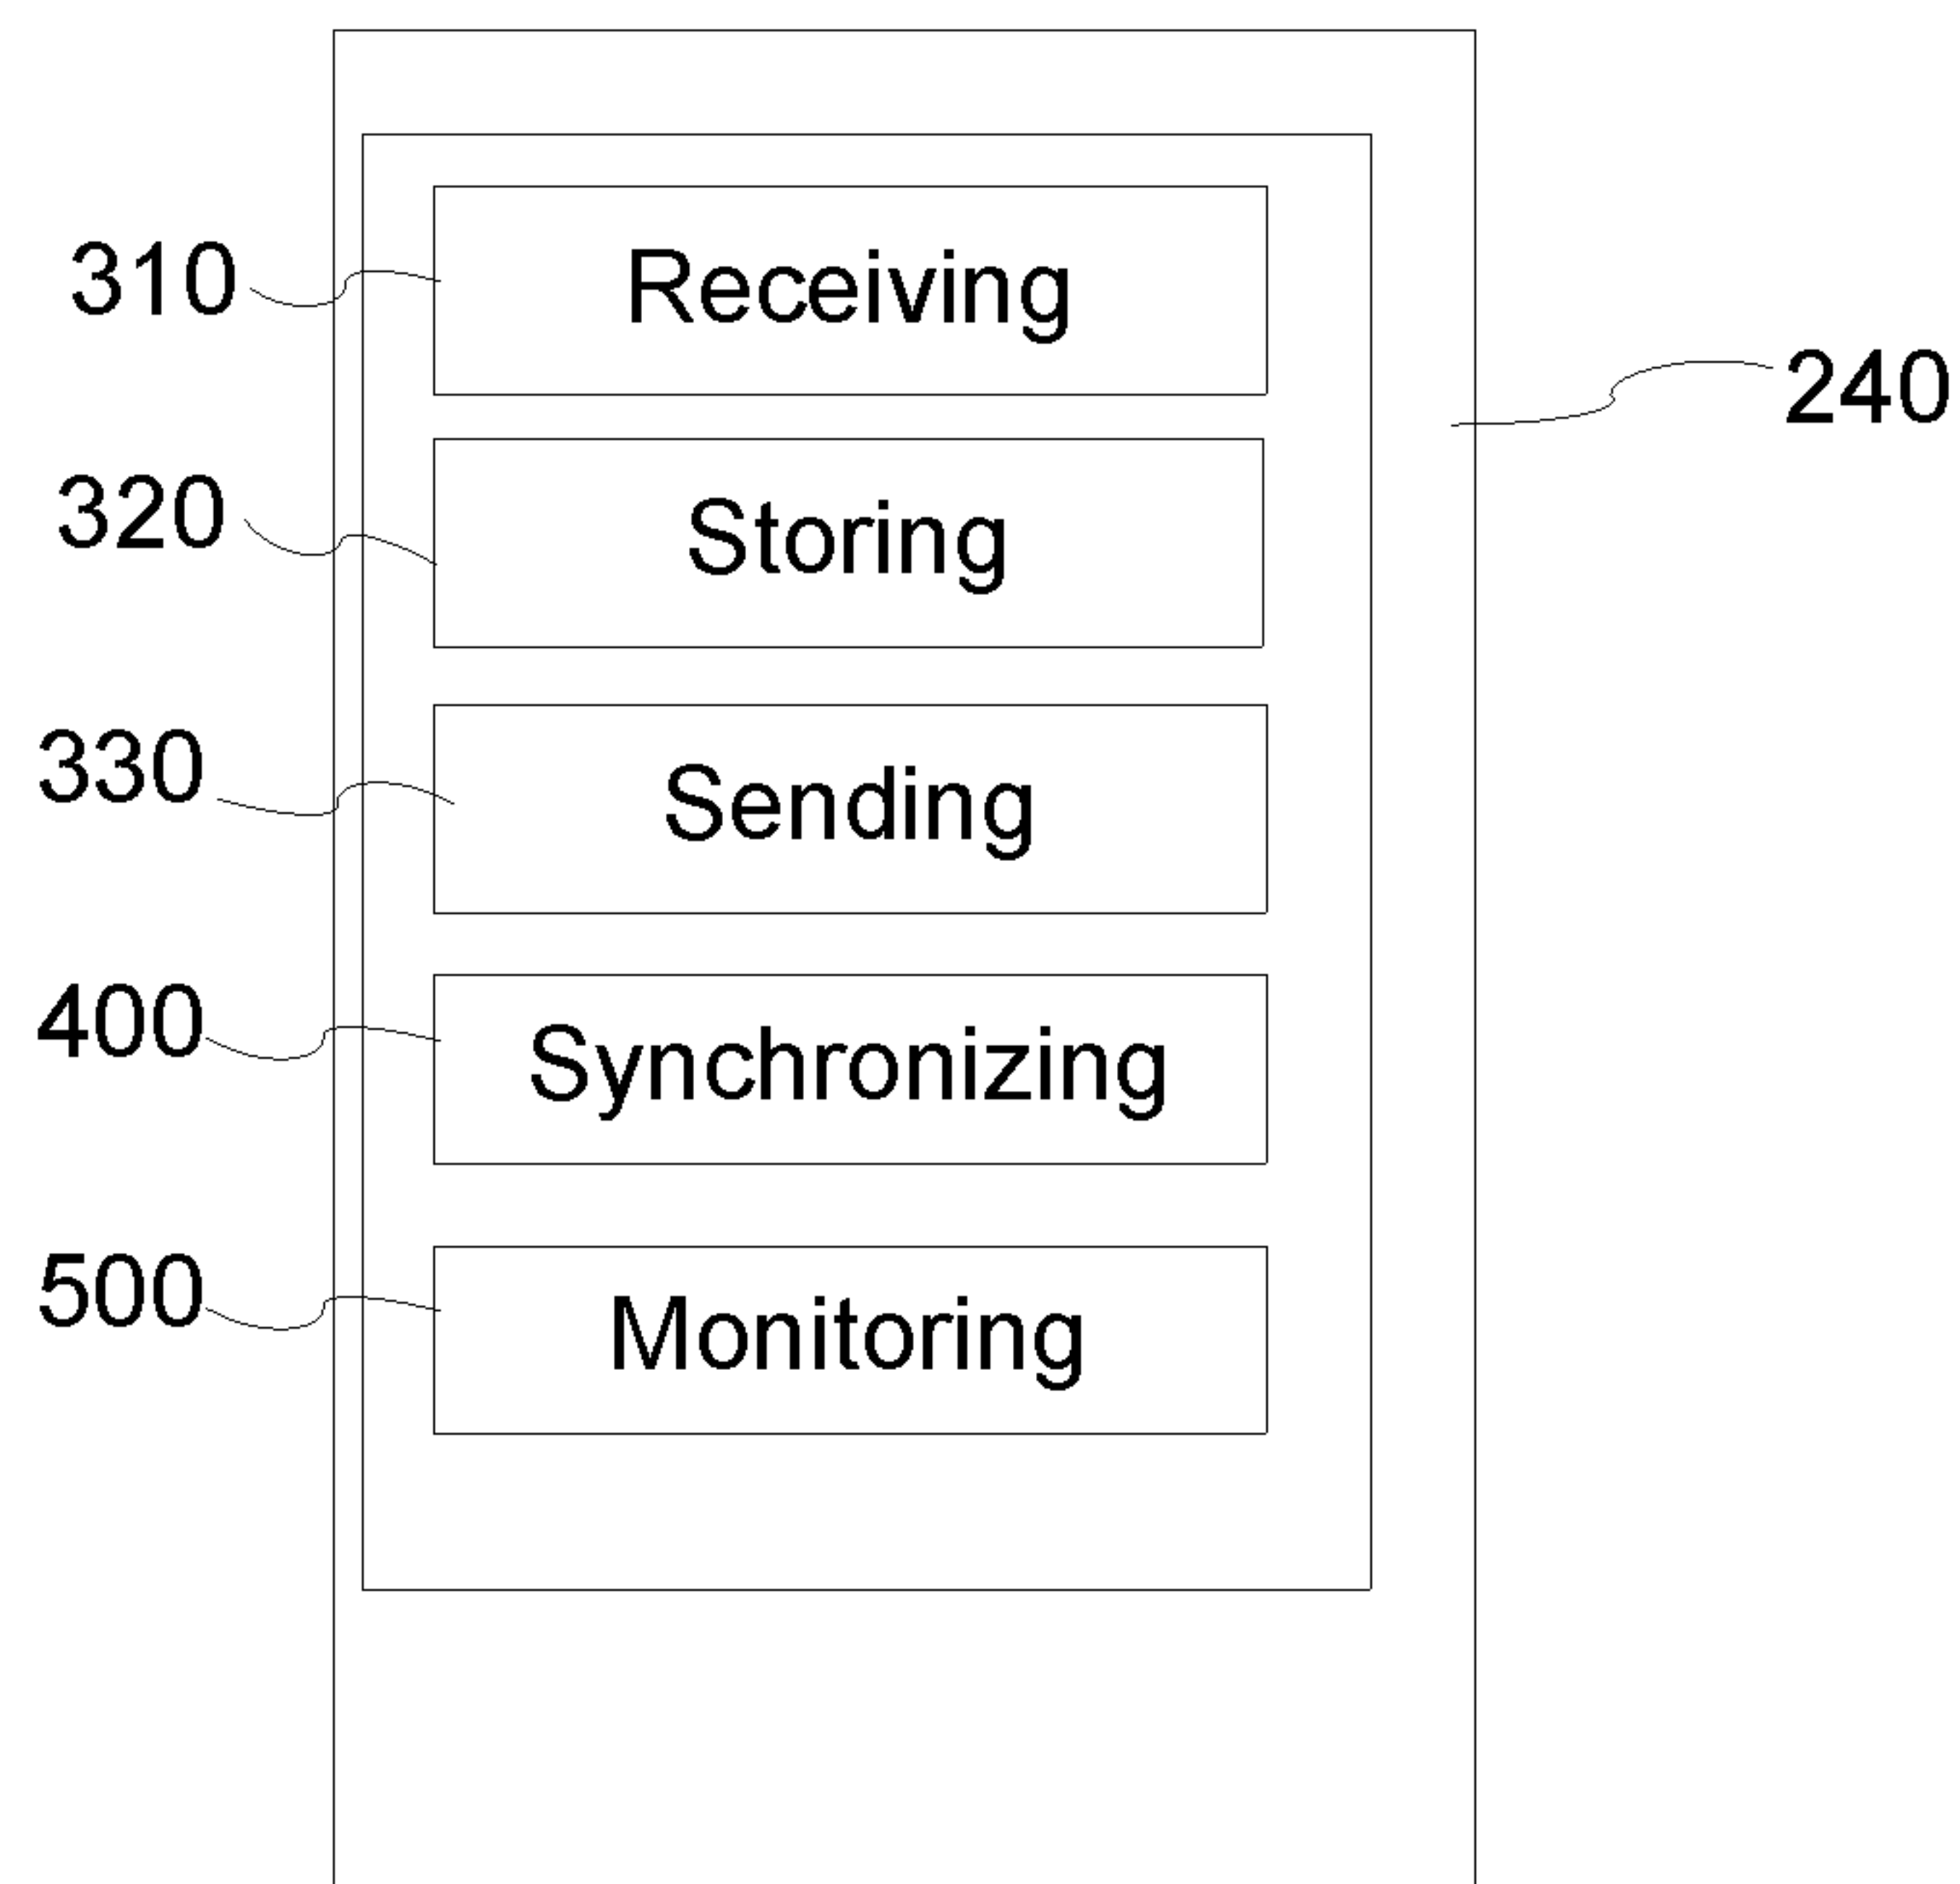 310
Receiving
240
320
Storing
330
Sending
400
Synchronizing
500
Monitoring